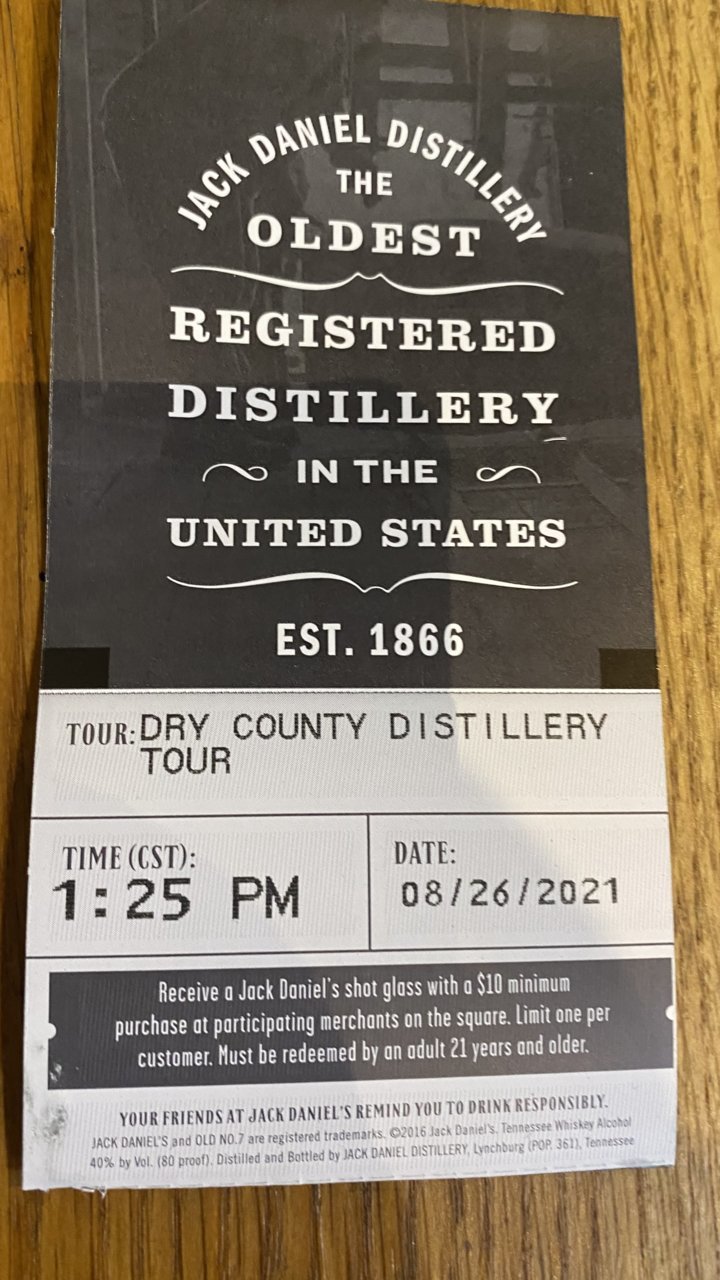 JACK DANIEL DISTILLERY
THE
OLDEST
REGISTERED
DISTILLERY
IN THE
UNITED STATES
EST. 1866
TOUR: DRY COUNTY DISTILLERY
TOUR
TIME (CST):
1:25 PM
DATE:
08/26/2021
Receive a Jack Daniel's shot glass with a $10 minimum
purchase at participating merchants on the square. Limit one per
customer. Must be redeemed by an adult 21 years and older.
YOUR FRIENDS AT JACK DANIEL'S REMIND YOU TO DRINK RESPONSIBLY.
JACK DANIEL'S and OLD NO.7 are registered trademarks. ©2016 Jack Daniel's. Tennessee Whiskey Alcohol
40% by Vol. (80 proof). Distilled and Bottled by JACK DANIEL DISTILLERY, Lynchburg (POP. 361), Tennessee